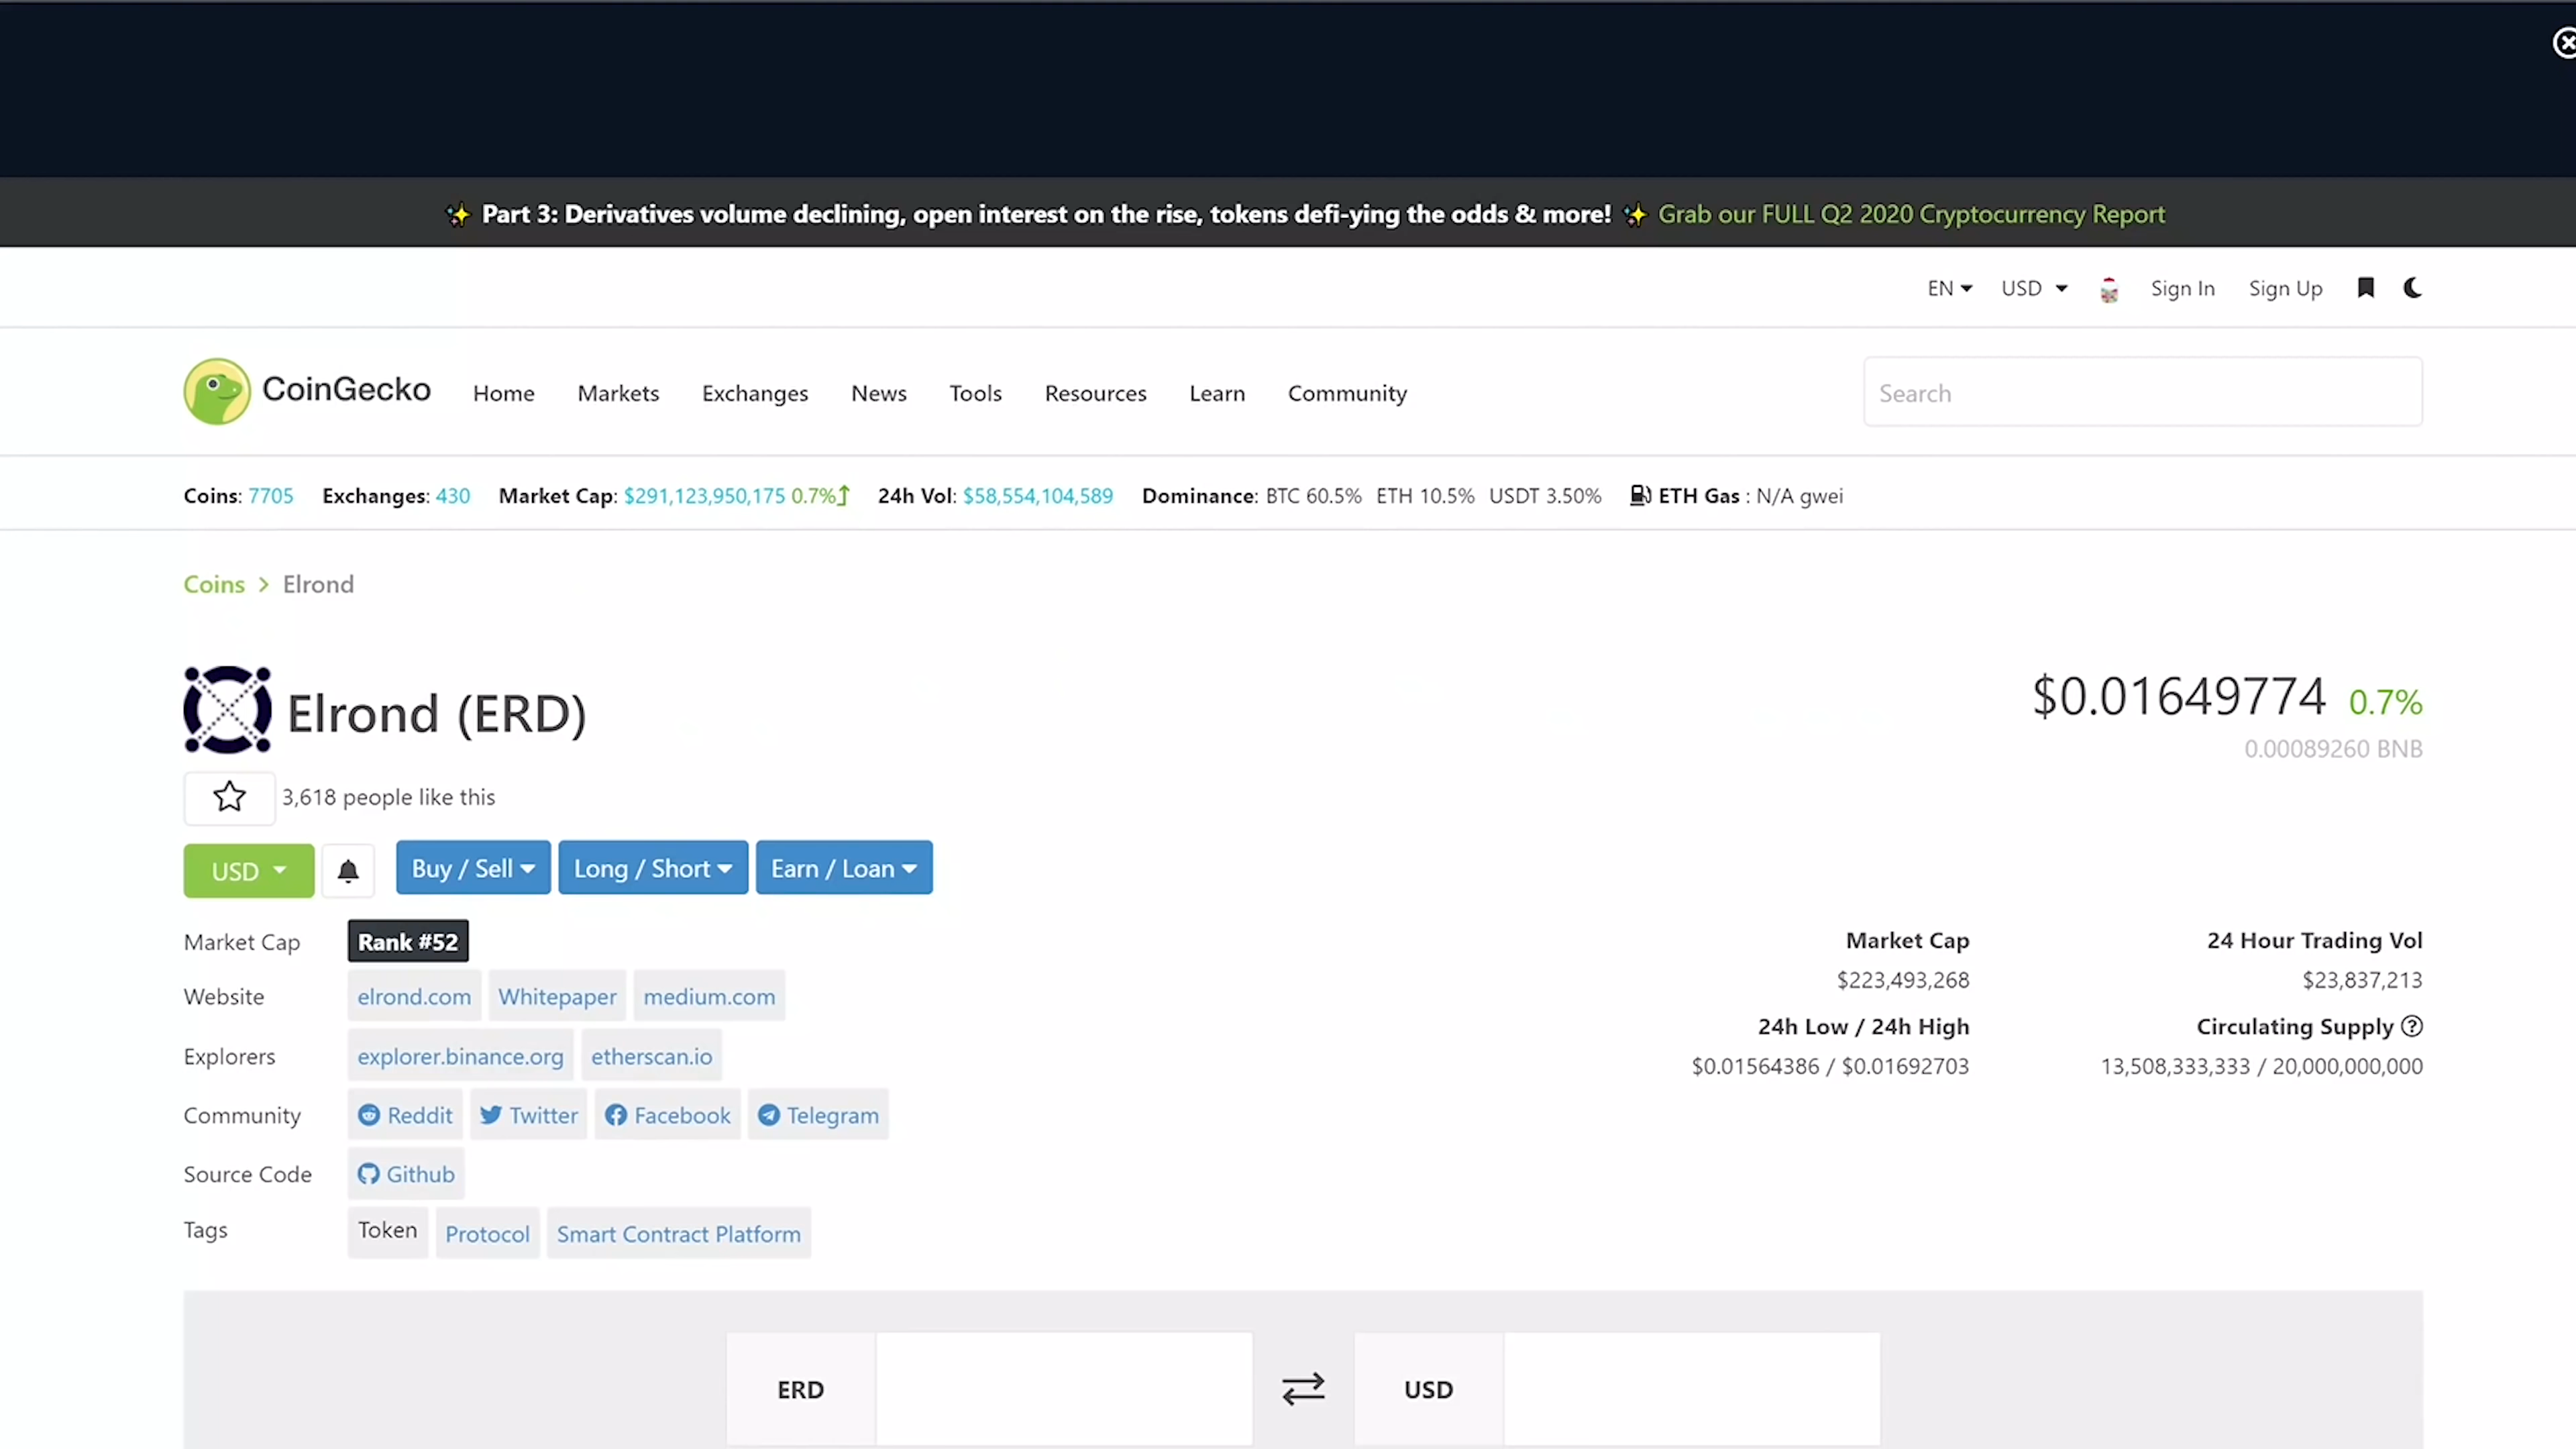 ✨ Part 3: Derivatives volume declining, open interest on the rise, tokens defi-ying the odds & more! ✨ Grab our FULL Q2 2020 Cryptocurrency Report
EN USD Sign In Sign Up
CoinGecko Home Markets Exchanges News Tools Resources Learn Community Search
Coins: 7705 Exchanges: 430 Market Cap: $291,123,950,175 0.7% 24h Vol: $58,554,104,589 Dominance: BTC 60.5% ETH 10.5% USDT 3.50% ETH Gas : N/A gwei
Coins > Elrond
Elrond (ERD)
$0.01649774 0.7%
0.00089260 BNB
3,618 people like this
USD Buy / Sell Long / Short Earn / Loan
Market Cap Rank #52
Website elrond.com Whitepaper medium.com
Explorers explorer.binance.org etherscan.io
Community Reddit Twitter Facebook Telegram
Source Code Github
Tags Token Protocol Smart Contract Platform
Market Cap 24 Hour Trading Vol
$223,493,268 $23,837,213
24h Low / 24h High Circulating Supply
$0.01564386 / $0.01692703 13,508,333,333 / 20,000,000,000
ERD USD